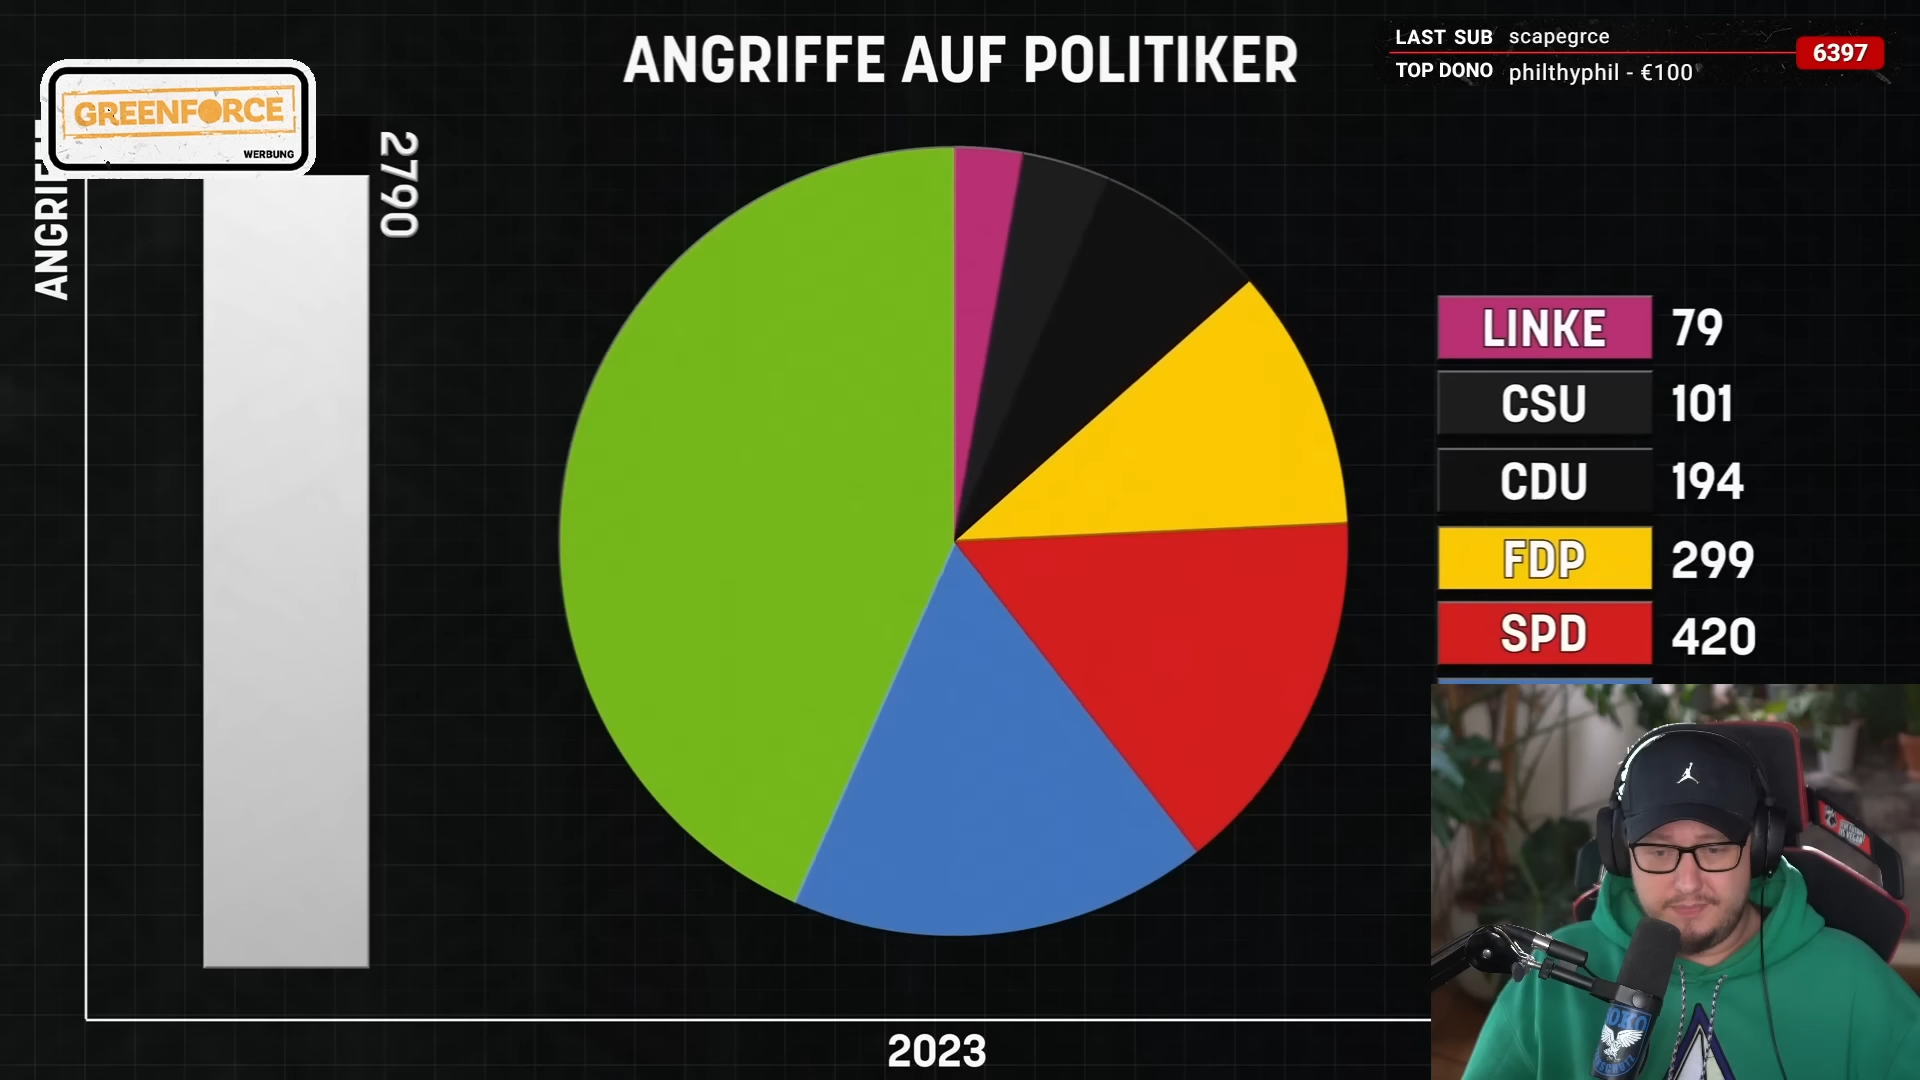 ANGRIFFE AUF POLITIKER
LAST SUB scapegrce
TOP DONO philthyphil - €100
6397
GREENFORCE
WERBUNG
2790
LINKE 79
CSU 101
CDU 194
FDP 299
SPD 420
2023